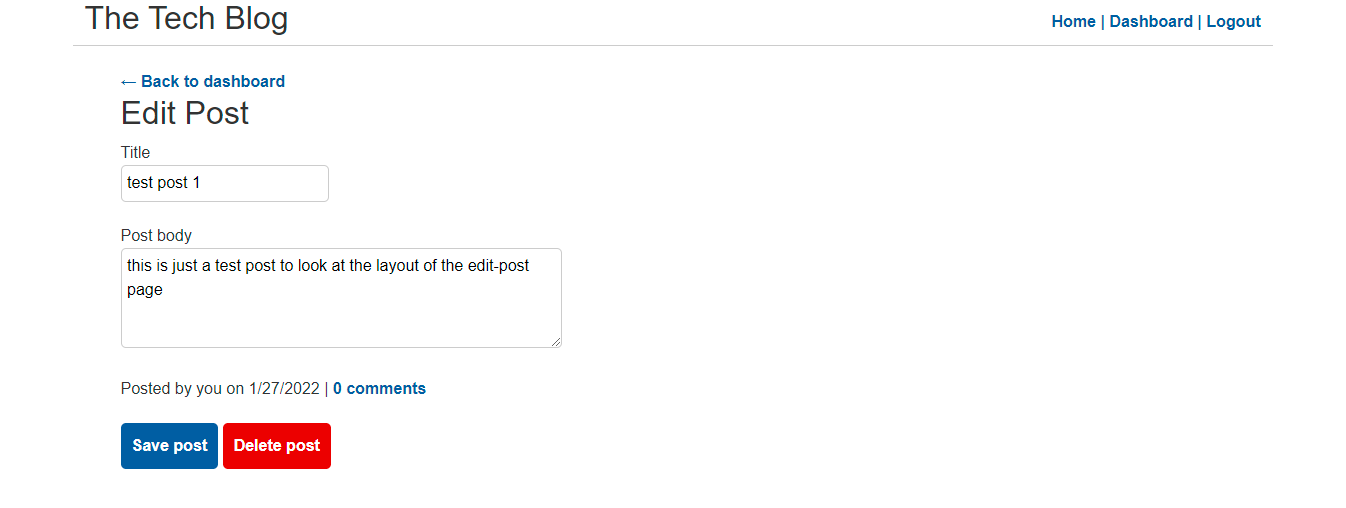 The Tech Blog
Home | Dashboard | Logout
← Back to dashboard
Edit Post
Title
test post 1
Post body
this is just a test post to look at the layout of the edit-post
page
Posted by you on 1/27/2022 | 0 comments
Save post Delete post